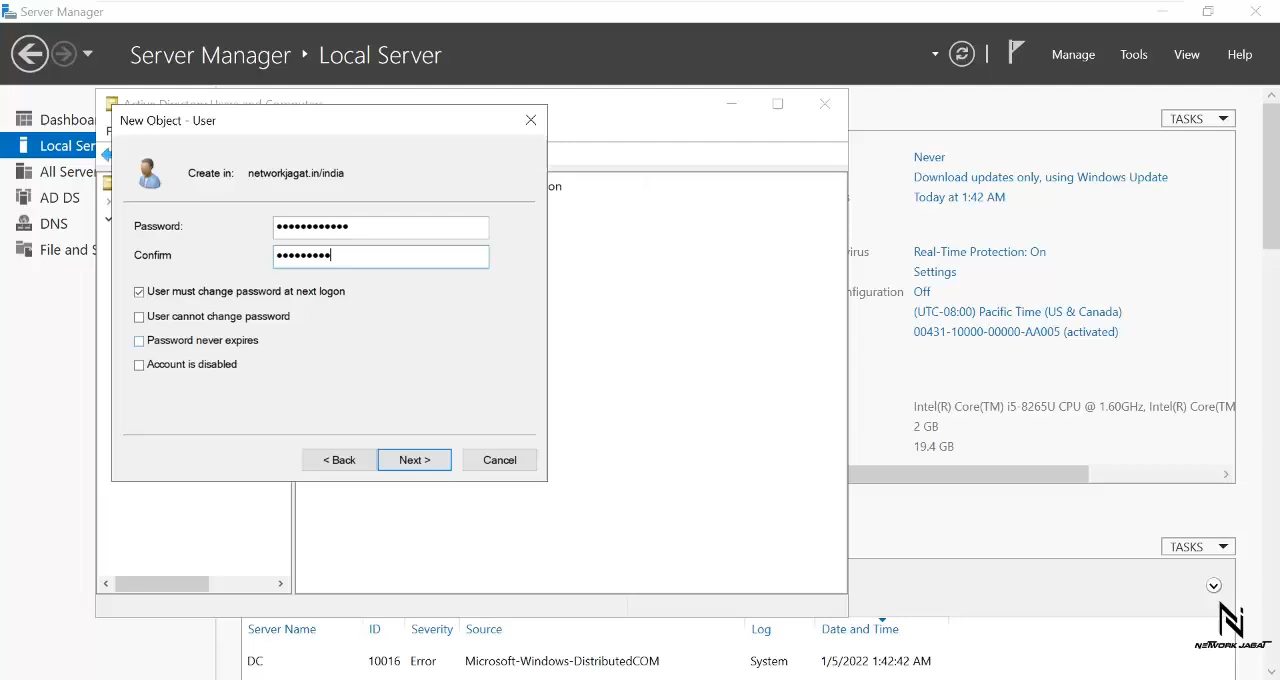 Server Manager
Server Manager ‣ Local Server
Manage Tools View Help
Dashboa
Local Ser
All Serve
AD DS
DNS
File and S
New Object - User
Create in: networkjagat.in/india
Password: ••••••••••••
Confirm •••••••••
User must change password at next logon
User cannot change password
Password never expires
Account is disabled
< Back Next > Cancel
on
TASKS
Never
Download updates only, using Windows Update
Today at 1:42 AM
irus Real-Time Protection: On
Settings
nfiguration Off
(UTC-08:00) Pacific Time (US & Canada)
00431-10000-00000-AA005 (activated)
Intel(R) Core(TM) i5-8265U CPU @ 1.60GHz, Intel(R) Core(TM
2 GB
19.4 GB
TASKS
Server Name ID Severity Source Log Date and Time
DC 10016 Error Microsoft-Windows-DistributedCOM System 1/5/2022 1:42:42 AM
NETWORK JAGAT